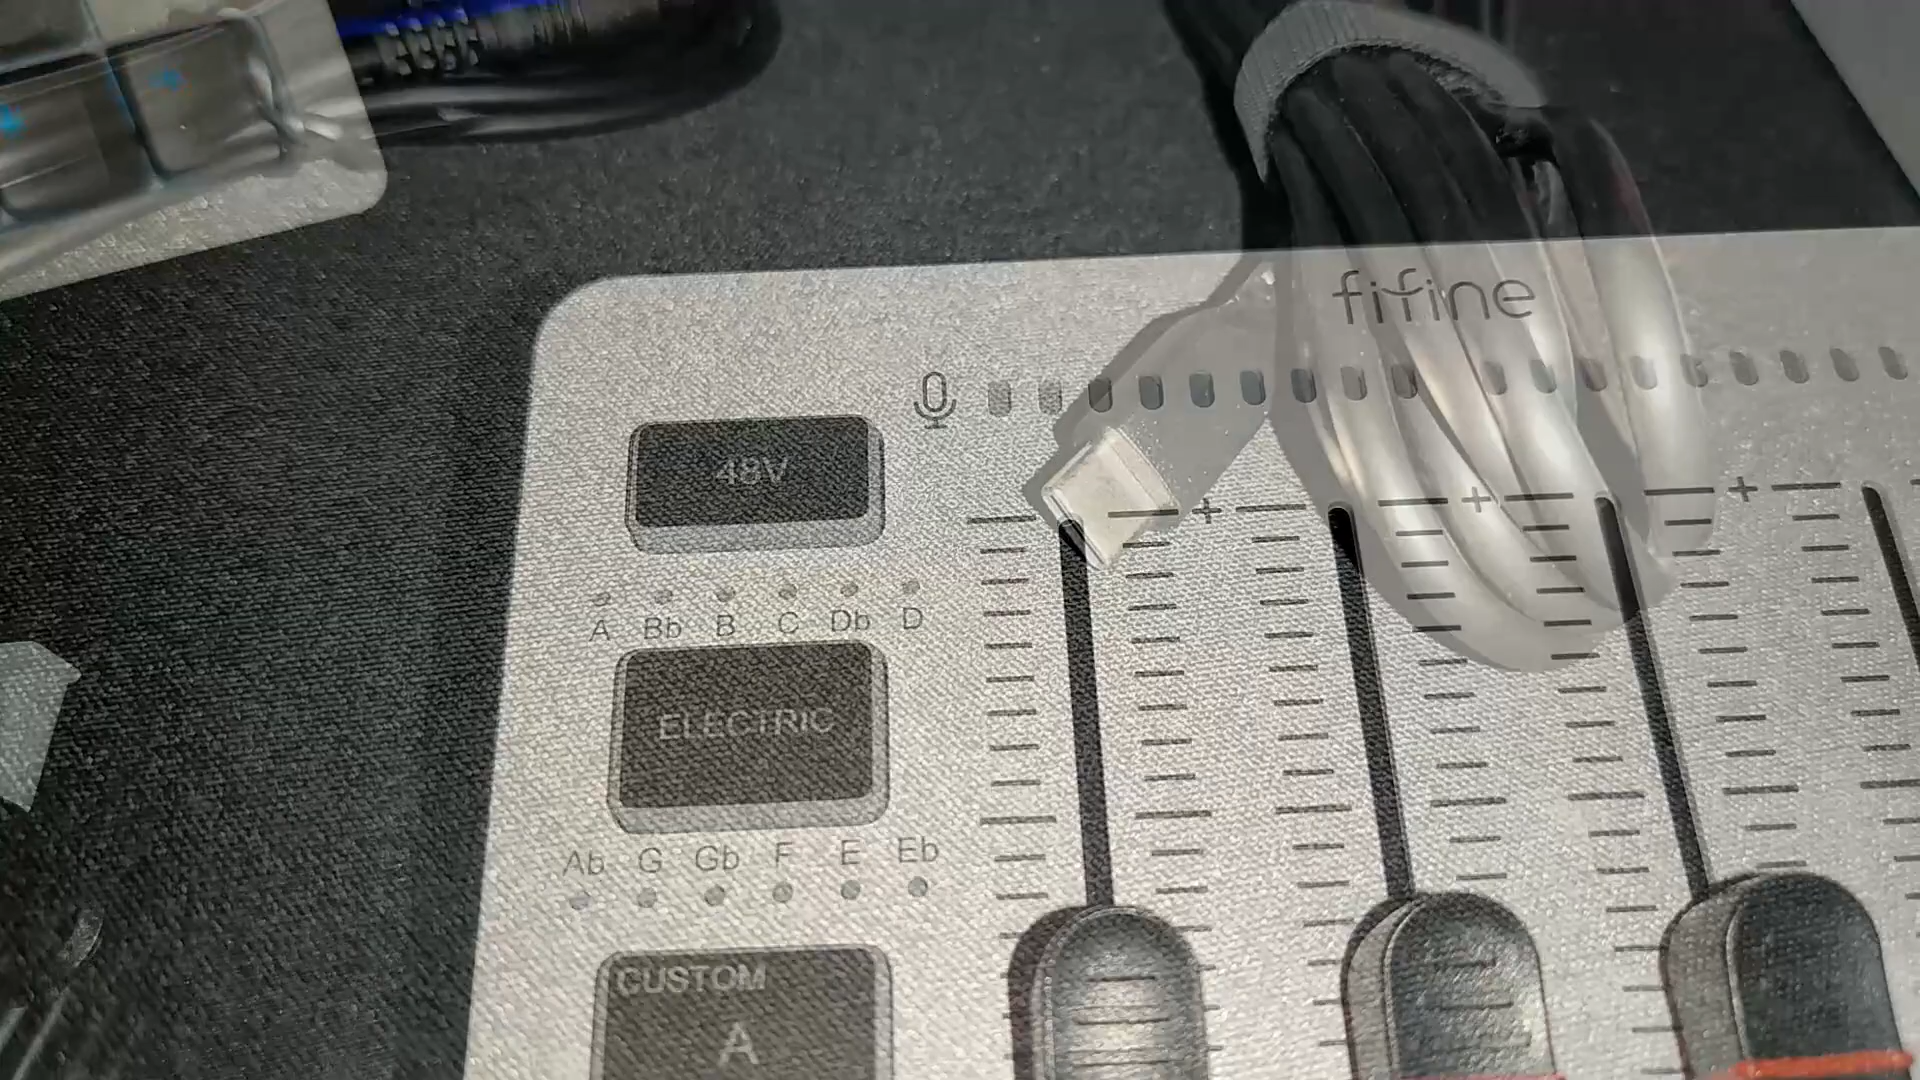 fifine
+ + +
48V
A Bb B C Db D
ELECTRIC
Ab G Gb F E Eb
CUSTOM
A